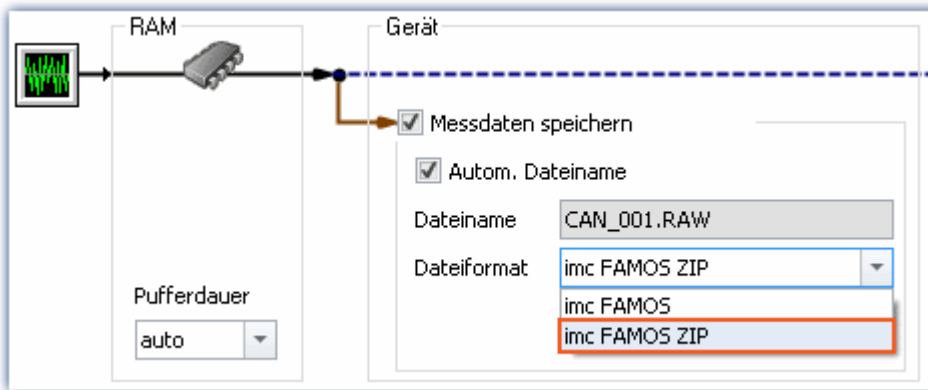 RAM
Gerät
Messdaten speichern
Autom. Dateiname
Dateiname CAN_001.RAW
Dateiformat imc FAMOS ZIP
imc FAMOS
imc FAMOS ZIP
Pufferdauer
auto